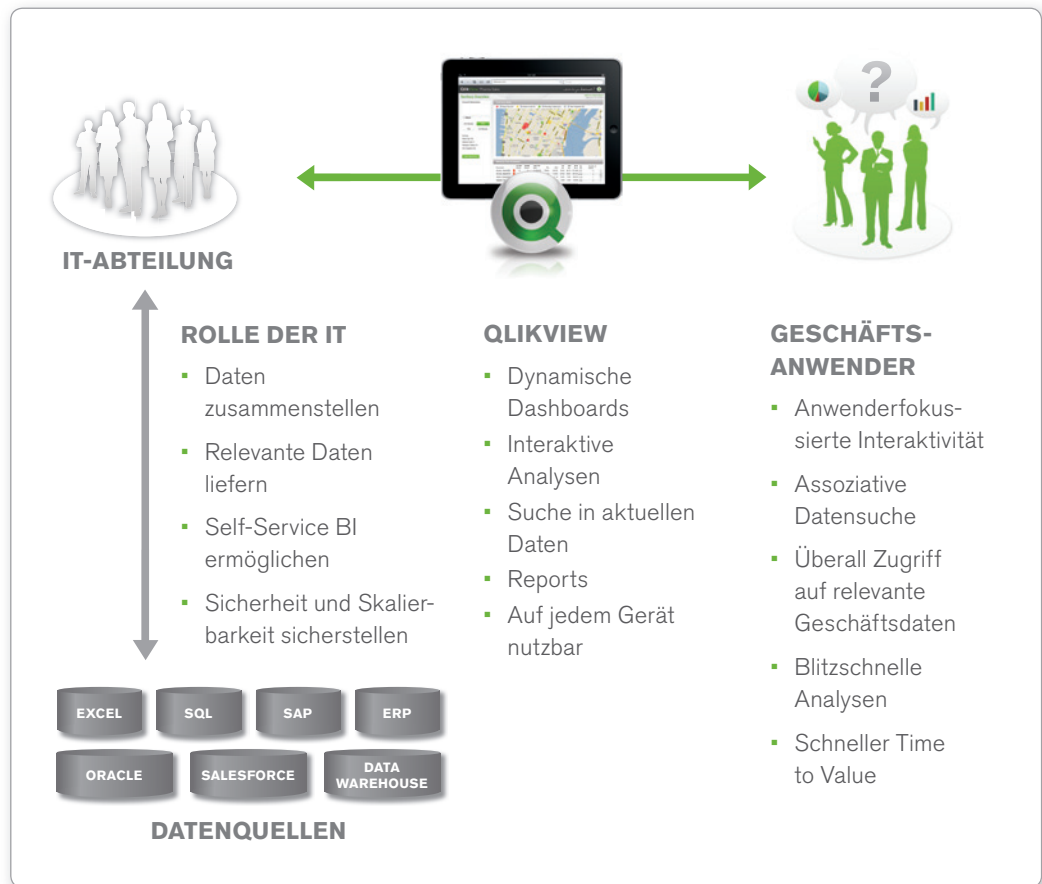 ?
IT-ABTEILUNG
ROLLE DER IT
▪ Daten
zusammenstellen
▪ Relevante Daten
liefern
▪ Self-Service BI
ermöglichen
▪ Sicherheit und Skalier-
barkeit sicherstellen
QLIKVIEW
▪ Dynamische
Dashboards
▪ Interaktive
Analysen
▪ Suche in aktuellen
Daten
▪ Reports
▪ Auf jedem Gerät
nutzbar
GESCHÄFTS-
ANWENDER
▪ Anwenderfokus-
sierte Interaktivität
▪ Assoziative
Datensuche
▪ Überall Zugriff
auf relevante
Geschäftsdaten
▪ Blitzschnelle
Analysen
▪ Schneller Time
to Value
EXCEL
SQL
SAP
ERP
ORACLE
SALESFORCE
DATA
WAREHOUSE
DATENQUELLEN